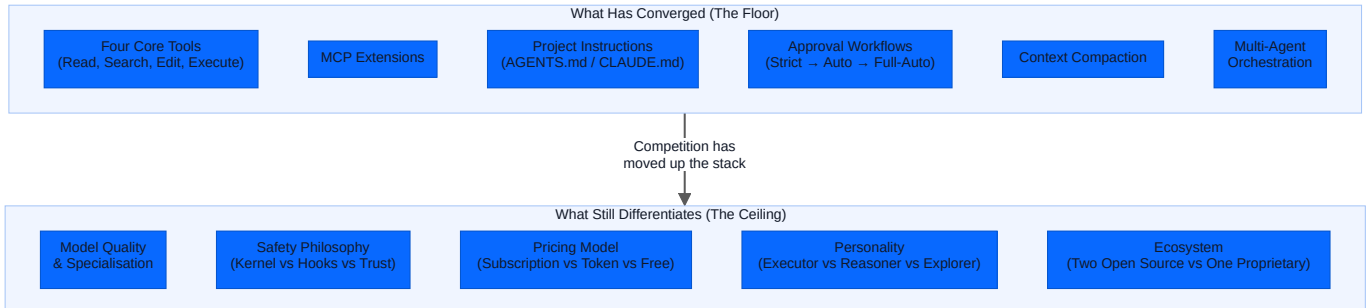 What Has Converged (The Floor)
Four Core Tools
(Read, Search, Edit, Execute)
MCP Extensions
Project Instructions
(AGENTS.md / CLAUDE.md)
Approval Workflows
(Strict → Auto → Full-Auto)
Context Compaction
Multi-Agent
Orchestration
Competition has
moved up the stack
What Still Differentiates (The Ceiling)
Model Quality
& Specialisation
Safety Philosophy
(Kernel vs Hooks vs Trust)
Pricing Model
(Subscription vs Token vs Free)
Personality
(Executor vs Reasoner vs Explorer)
Ecosystem
(Two Open Source vs One Proprietary)